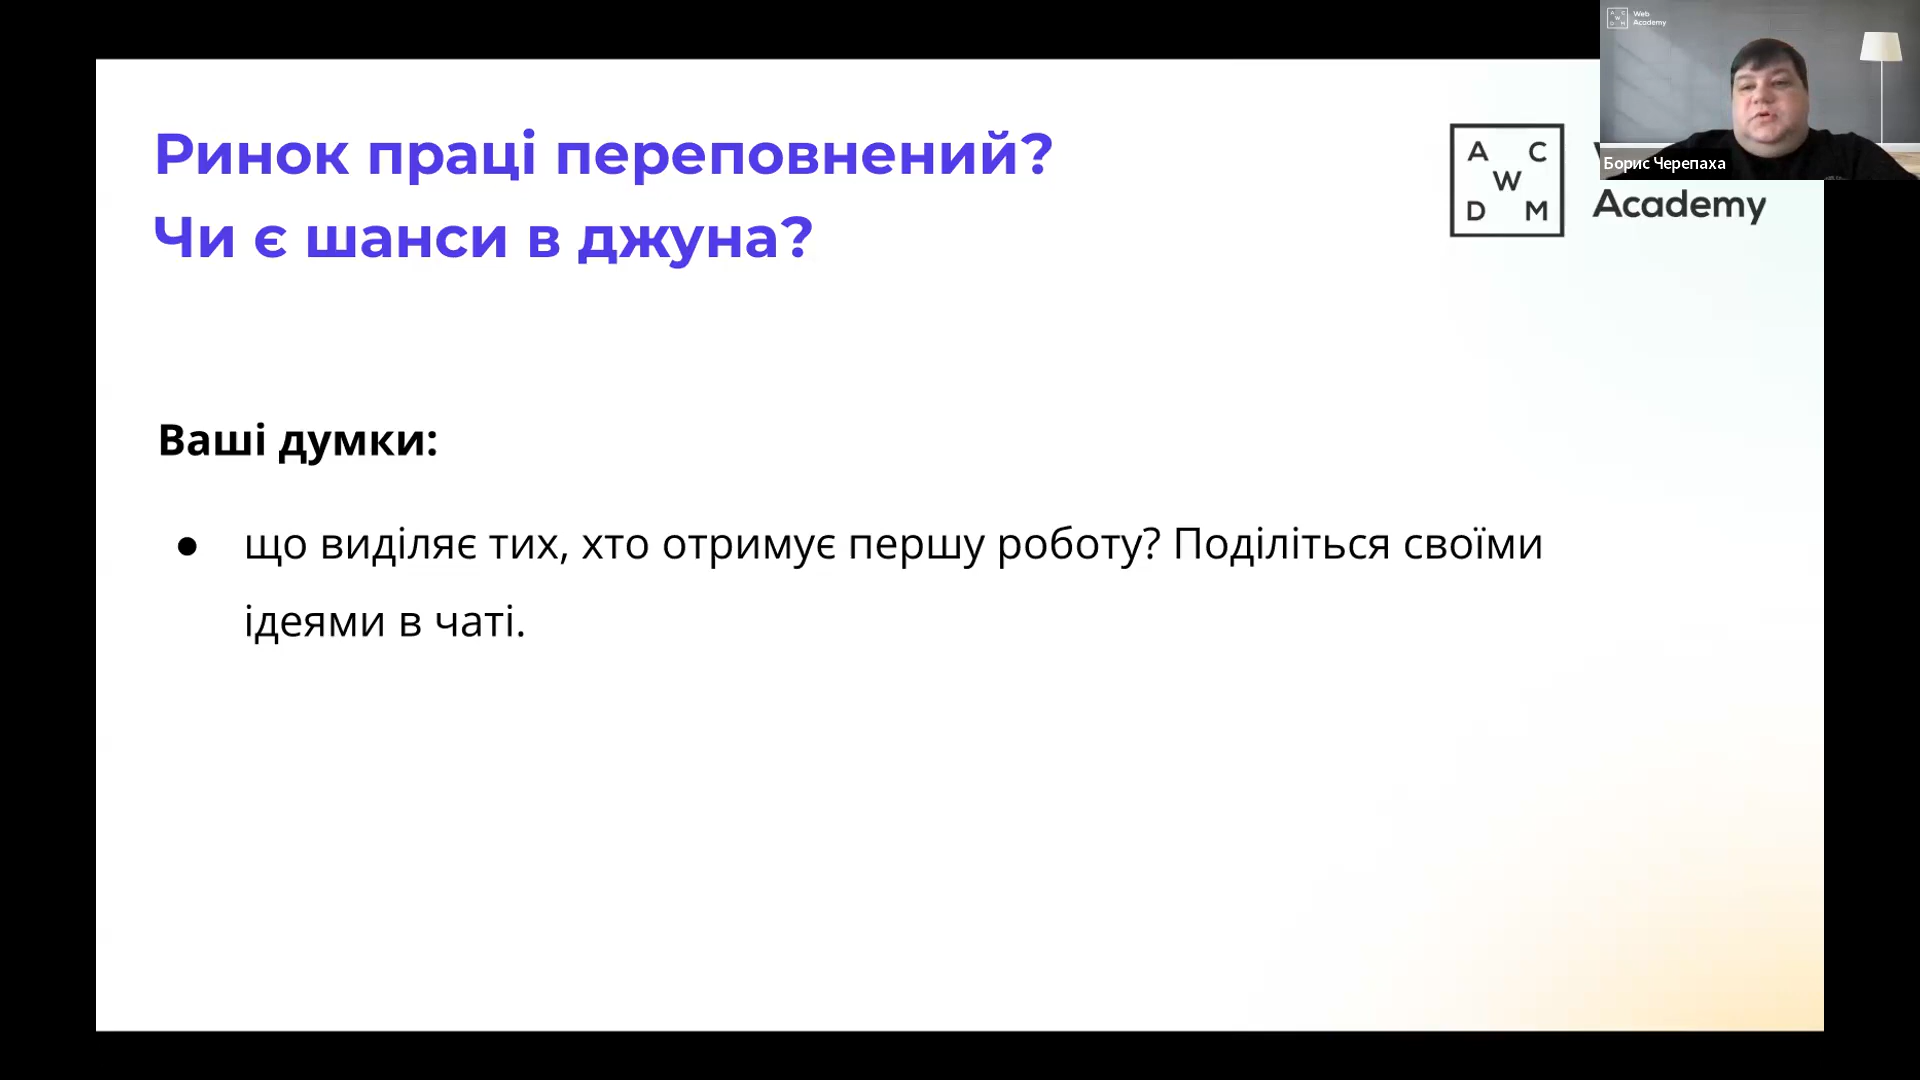 Ринок праці переповнений?
Чи є шанси в джуна?
A C
W
D M
Academy
Web
Academy
Борис Черепаха
Ваші думки:
● що виділяє тих, хто отримує першу роботу? Поділіться своїми
ідеями в чаті.